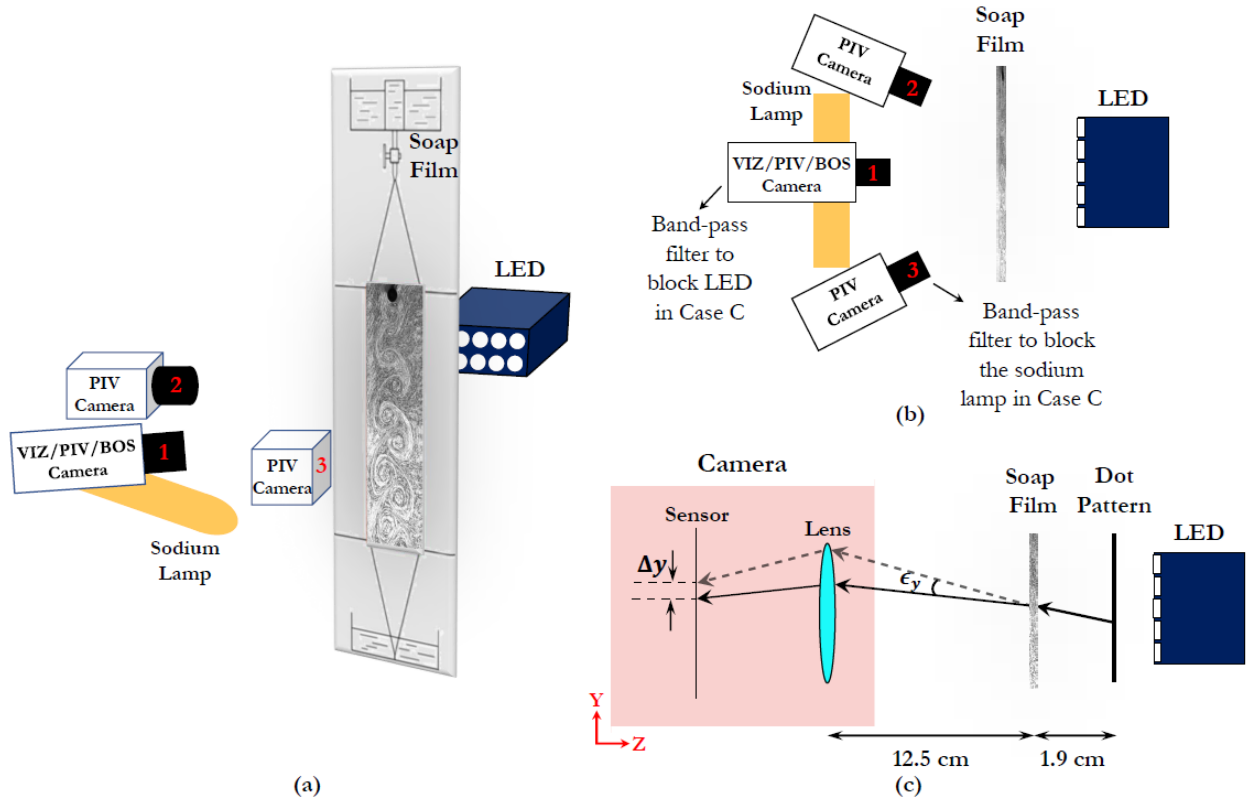 Soap
Film
LED
PIV
Camera
2
VIZ/PIV/BOS
Camera
1
PIV
Camera
3
Sodium
Lamp
(a)
PIV
Camera
2
Sodium
Lamp
VIZ/PIV/BOS
Camera
1
Soap
Film
LED
Band-pass
filter to
block LED
in Case C
PIV
Camera
3
Band-pass
filter to block
the sodium
lamp in Case C
(b)
Camera
Sensor
Lens
Soap
Film
Dot
Pattern
LED
Δy
ϵy
Y
Z
12.5 cm
1.9 cm
(c)